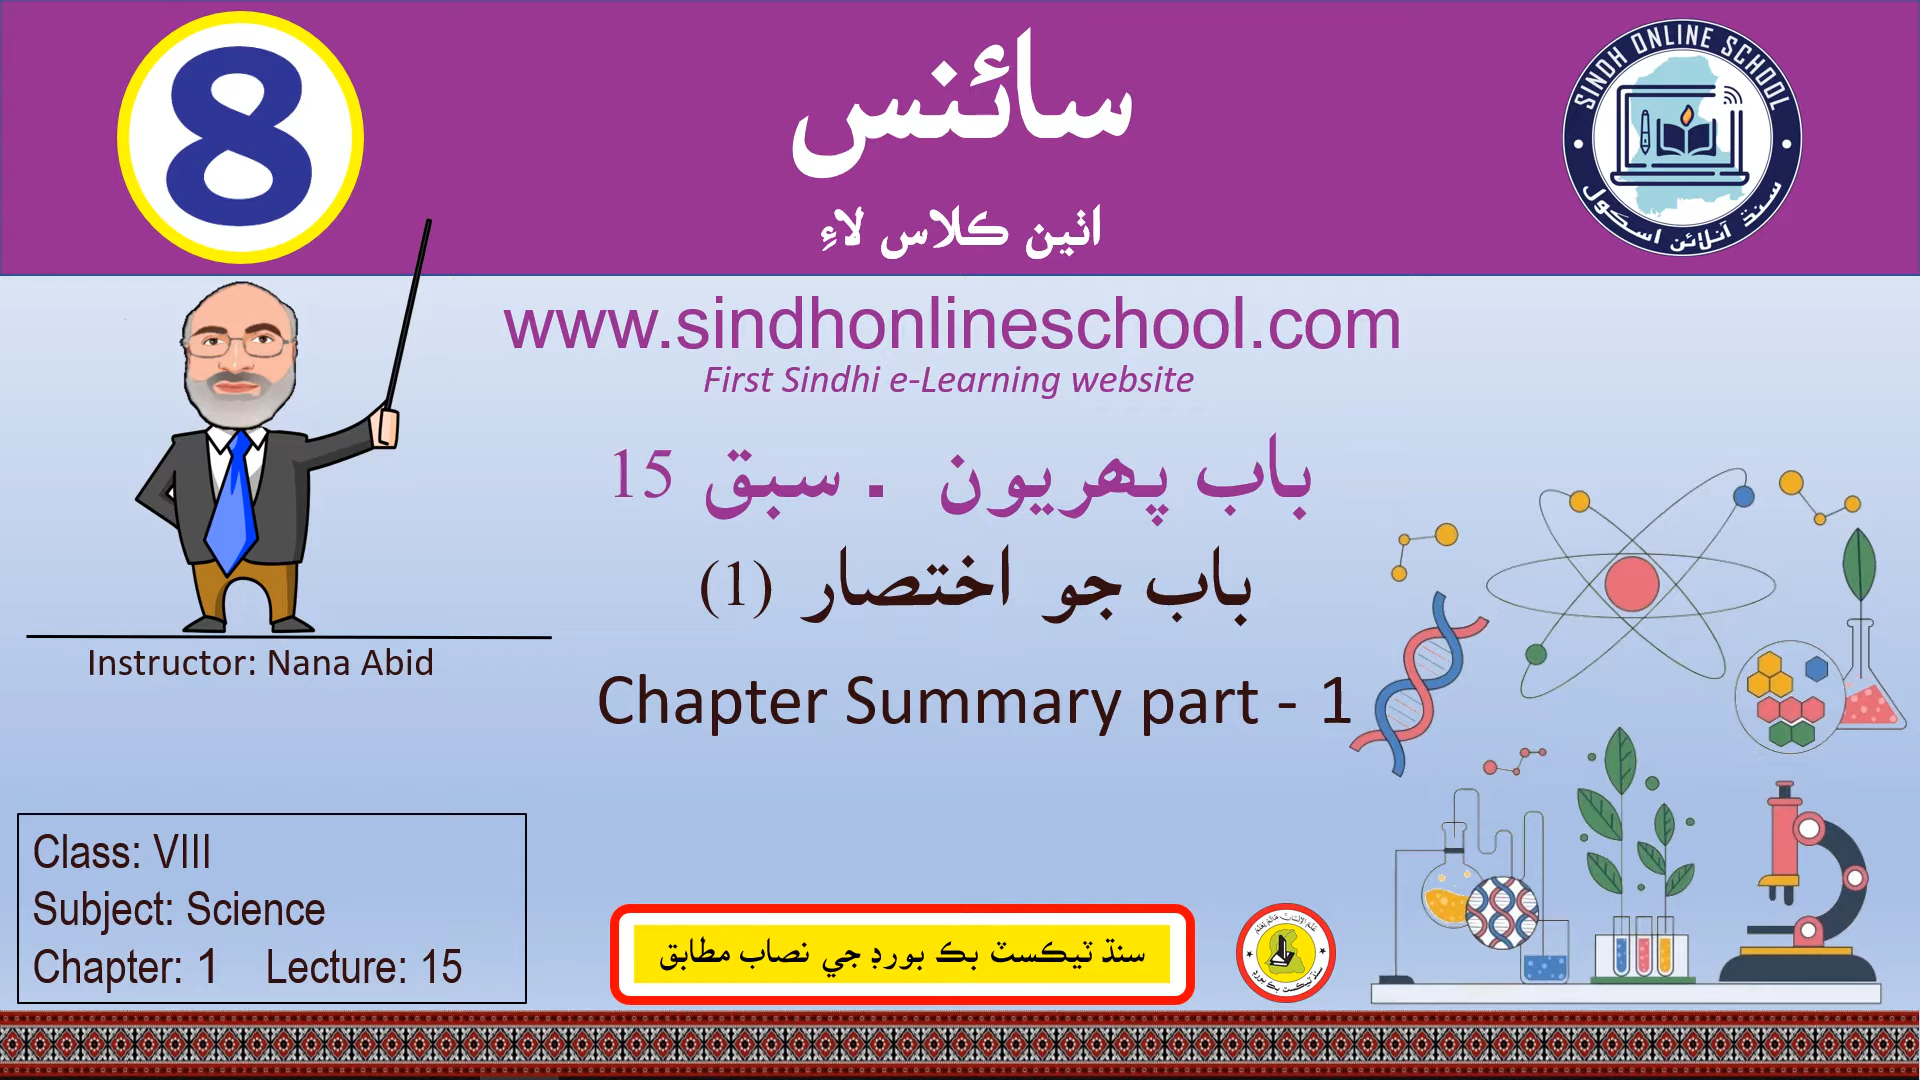 8
سائنس
اٺين ڪلاس لاءِ
SINDH ONLINE SCHOOL
سنڌ آنلائن اسڪول
www.sindhonlineschool.com
First Sindhi e-Learning website
باب پھريون . سبق 15
باب جو اختصار (1)
Chapter Summary part - 1
Instructor: Nana Abid
Class: VIII
Subject: Science
Chapter: 1 Lecture: 15
سنڌ ٽيڪسٽ بڪ بورڊ جي نصاب مطابق